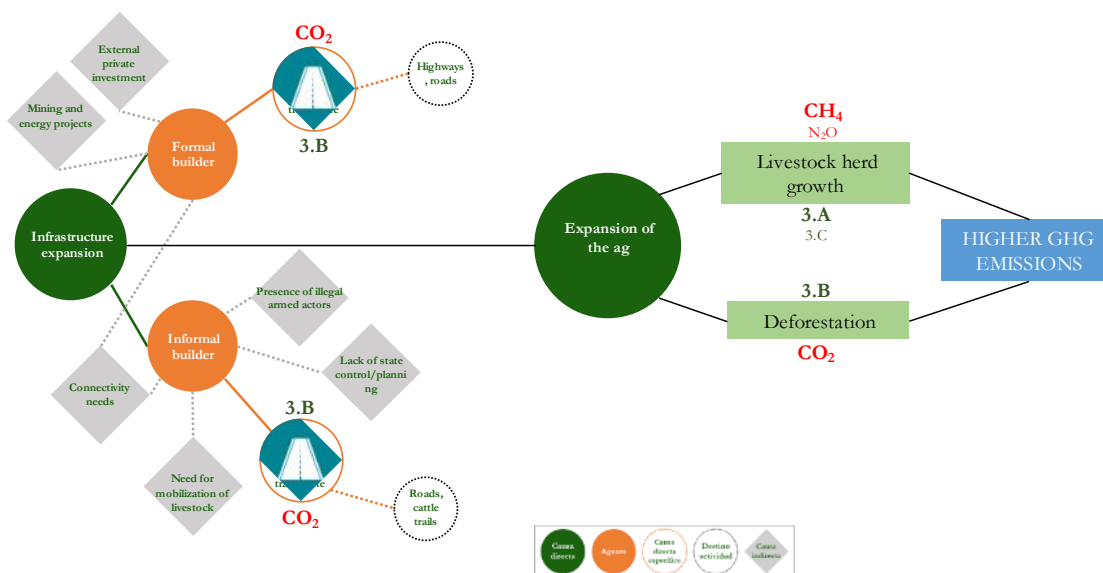 External
private
investment
Mining and
energy projects
CO2
Highways
, roads
3.B
Formal
builder
Infrastructure
expansion
Presence of illegal
armed actors
Informal
builder
Lack of state
control/planni
ng
Connectivity
needs
3.B
Need for
mobilization of
livestock
CO2
Roads,
cattle
trails
Expansion of
the ag
CH4
N2O
Livestock herd
growth
3.A
3.C
HIGHER GHG
EMISSIONS
3.B
Deforestation
CO2
Causa
directa
Agente
Causa
directa
específica
Destino
actividad
Causa
indirecta